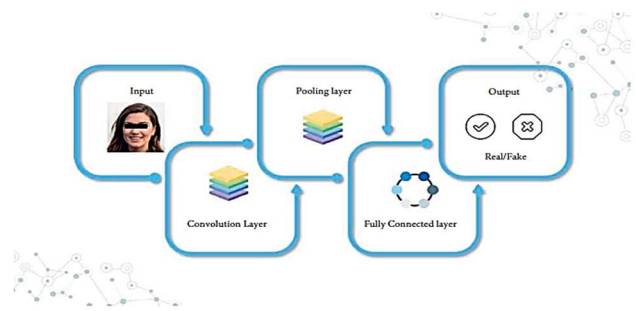 Input
Convolution Layer
Pooling layer
Fully Connected layer
Output
Real/Fake